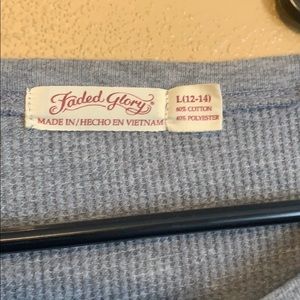 Faded Glory®
MADE IN/HECHO EN VIETNAM
L(12-14)
60% COTTON
40% POLYESTER